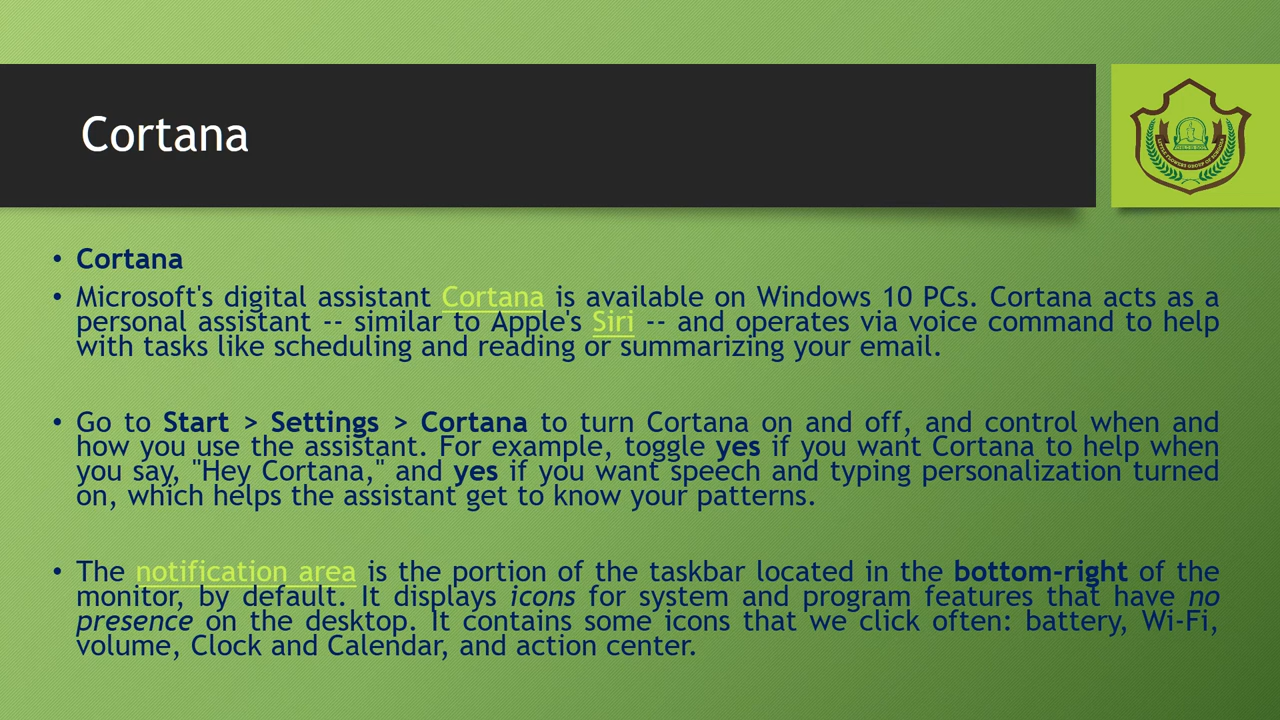 Cortana
• Cortana
• Microsoft's digital assistant Cortana is available on Windows 10 PCs. Cortana acts as a
personal assistant -- similar to Apple's Siri -- and operates via voice command to help
with tasks like scheduling and reading or summarizing your email.
• Go to Start > Settings > Cortana to turn Cortana on and off, and control when and
how you use the assistant. For example, toggle yes if you want Cortana to help when
you say, "Hey Cortana," and yes if you want speech and typing personalization turned
on, which helps the assistant get to know your patterns.
• The notification area is the portion of the taskbar located in the bottom-right of the
monitor, by default. It displays icons for system and program features that have no
presence on the desktop. It contains some icons that we click often: battery, Wi-Fi,
volume, Clock and Calendar, and action center.